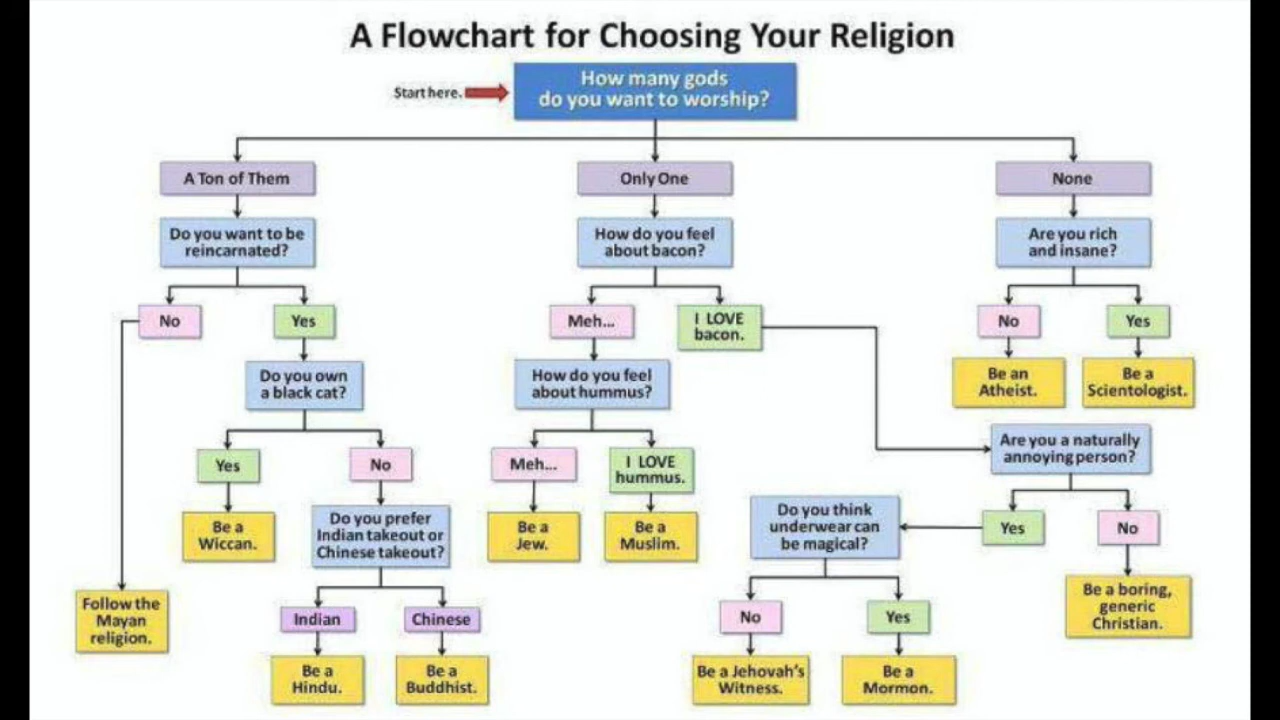 A Flowchart for Choosing Your Religion
Start here.
How many gods
do you want to worship?
A Ton of Them
Only One
None
Do you want to be
reincarnated?
How do you feel
about bacon?
Are you rich
and insane?
No
Yes
Meh...
I LOVE
bacon.
No
Yes
Do you own
a black cat?
How do you feel
about hummus?
Be an
Atheist.
Be a
Scientologist.
Yes
No
Meh...
I LOVE
hummus.
Are you a naturally
annoying person?
Be a
Wiccan.
Do you prefer
Indian takeout or
Chinese takeout?
Be a
Jew.
Be a
Muslim.
Do you think
underwear can
be magical?
Yes
No
Follow the
Mayan
religion.
Indian
Chinese
No
Yes
Be a boring,
generic
Christian.
Be a
Hindu.
Be a
Buddhist.
Be a Jehovah's
Witness.
Be a
Mormon.